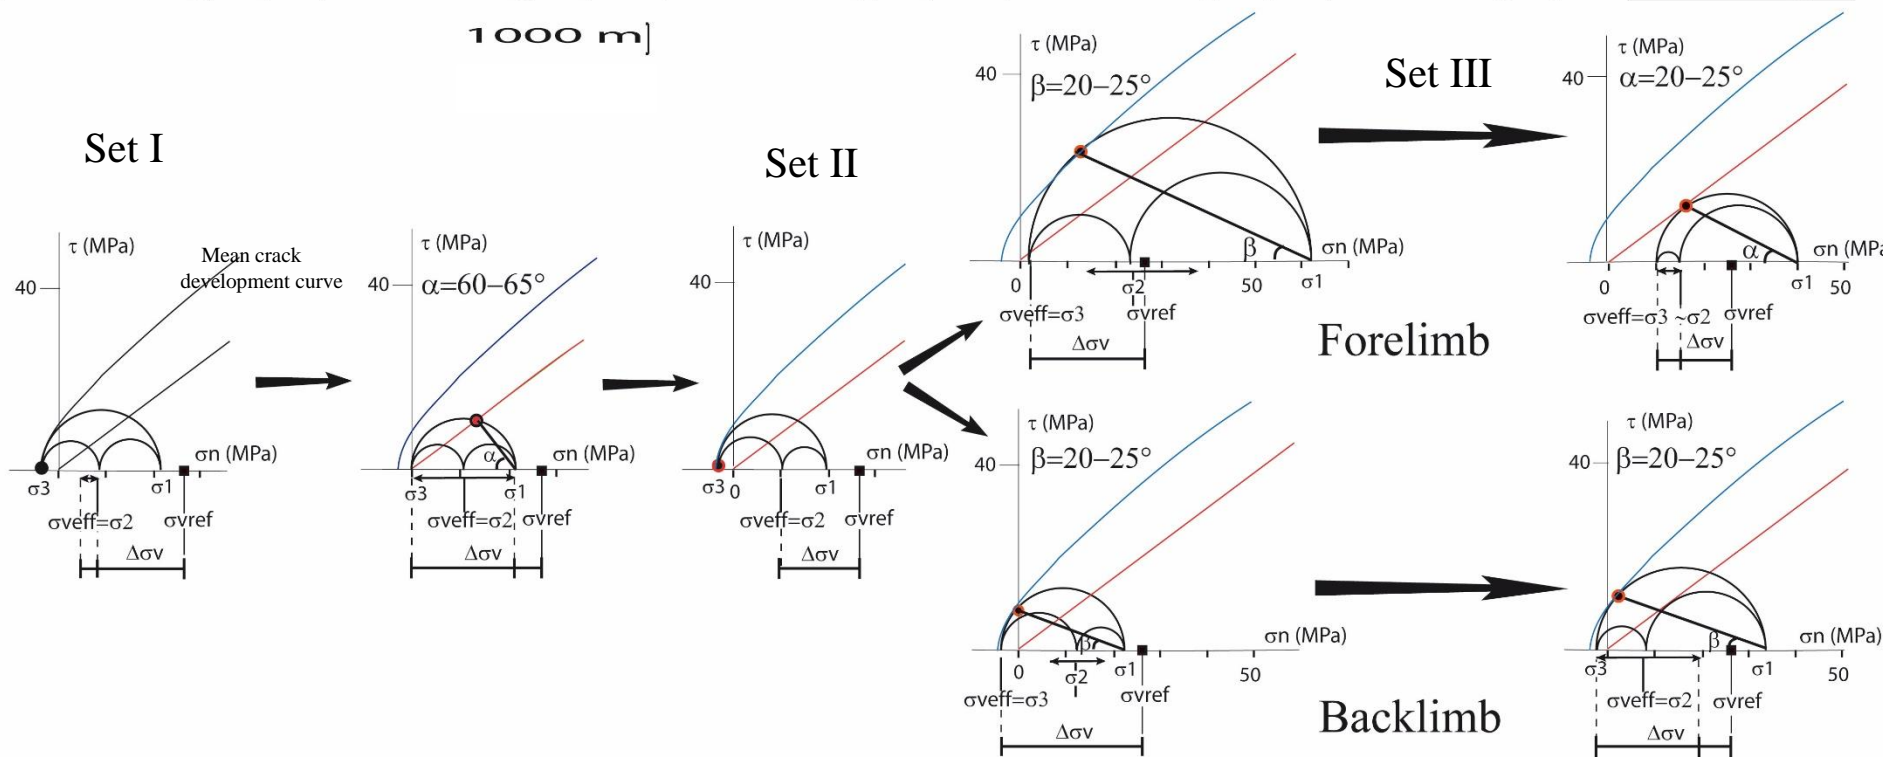 1000 m]
Set I
τ (MPa)
Mean crack
development curve
40
σn (MPa)
σ3
σ1
σveff=σ2
σvref
Δσv
τ (MPa)
40
α=60–65°
α
σn (MPa)
σ3
σ1
σveff=σ2
σvref
Δσv
Set II
τ (MPa)
40
σn (MPa)
σ3
0
σ1
σveff=σ2
σvref
Δσv
τ (MPa)
40
β=20–25°
β
σn (MPa)
0
σ2
50
σ1
σveff=σ3
σvref
Δσv
Forelimb
Set III
τ (MPa)
40
α=20–25°
α
σn (MPa
0
σ1
50
σveff=σ3
~σ2
σvref
Δσv
τ (MPa)
β=20–25°
40
β
σn (MPa)
0
σ2
σ1
50
σveff=σ3
σvref
Δσv
Backlimb
τ (MPa)
40
β=20–25°
β
σn (MPa)
σ3
σ1
50
σveff=σ2
σvref
Δσv